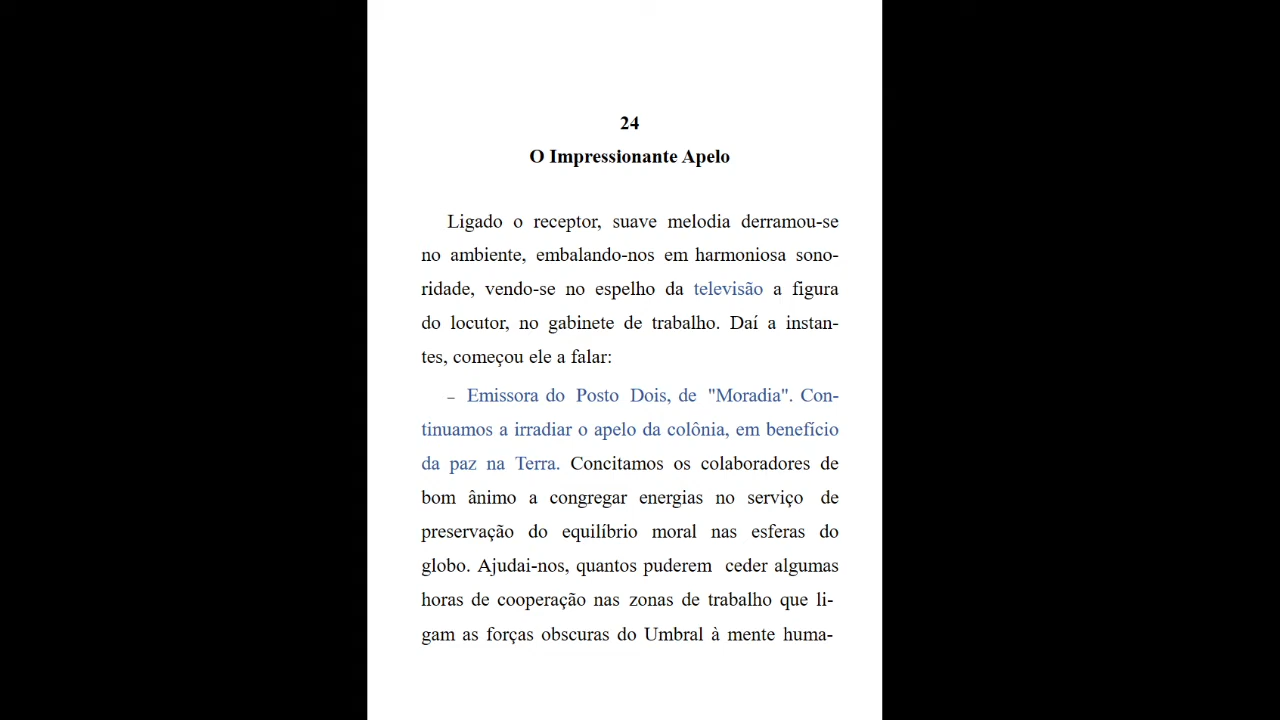 24
O Impressionante Apelo
Ligado o receptor, suave melodia derramou-se
no ambiente, embalando-nos em harmoniosa sono-
ridade, vendo-se no espelho da televisão a figura
do locutor, no gabinete de trabalho. Daí a instan-
tes, começou ele a falar:
– Emissora do Posto Dois, de "Moradia". Con-
tinuamos a irradiar o apelo da colônia, em benefício
da paz na Terra. Concitamos os colaboradores de
bom ânimo a congregar energias no serviço de
preservação do equilíbrio moral nas esferas do
globo. Ajudai-nos, quantos puderem ceder algumas
horas de cooperação nas zonas de trabalho que li-
gam as forças obscuras do Umbral à mente huma-